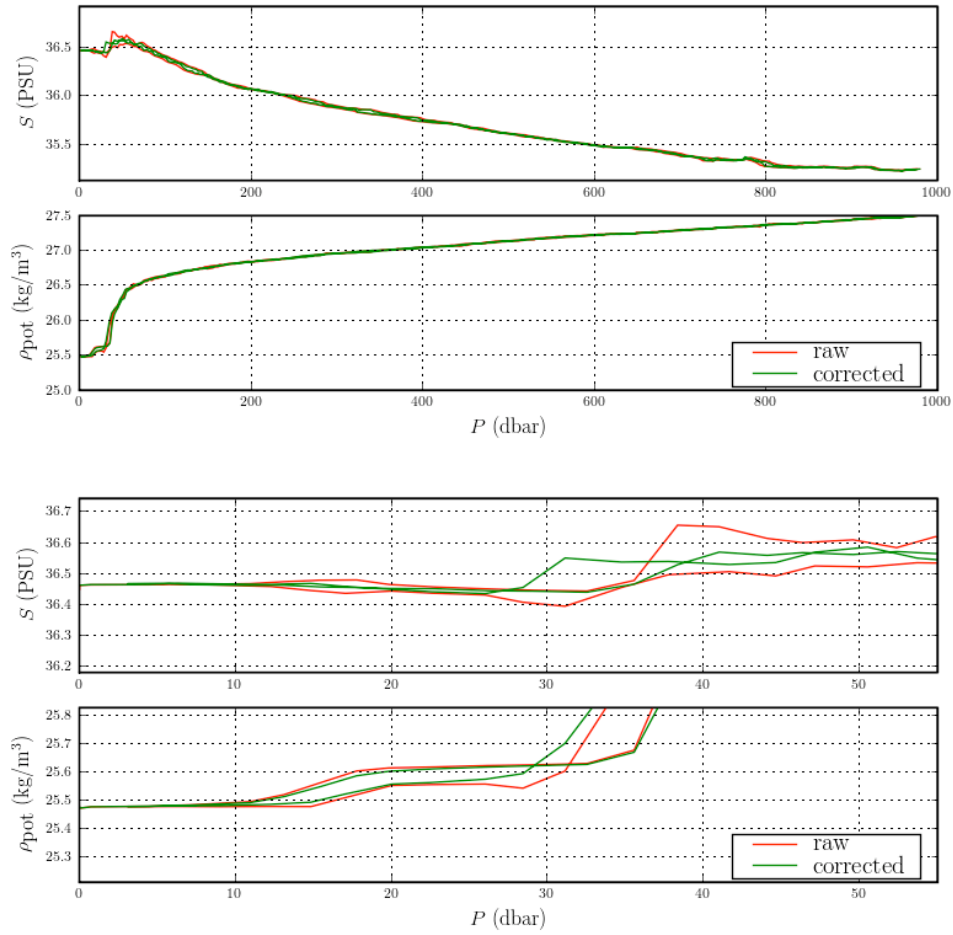 S (PSU)
36.5
36.0
35.5
0 200 400 600 800 1000
ρpot (kg/m³)
27.5
27.0
26.5
26.0
25.5
25.0
raw
corrected
0 200 400 600 800 1000
P (dbar)
S (PSU)
36.7
36.6
36.5
36.4
36.3
36.2
0 10 20 30 40 50
ρpot (kg/m³)
25.8
25.7
25.6
25.5
25.4
25.3
raw
corrected
0 10 20 30 40 50
P (dbar)